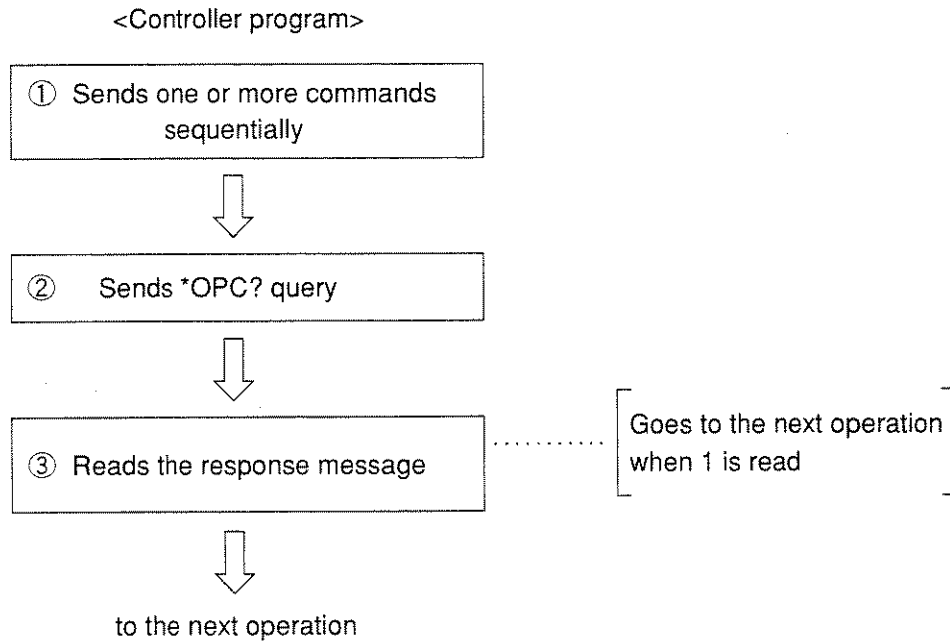 <Controller program>
① Sends one or more commands
sequentially
② Sends *OPC? query
③ Reads the response message
Goes to the next operation
when 1 is read
to the next operation